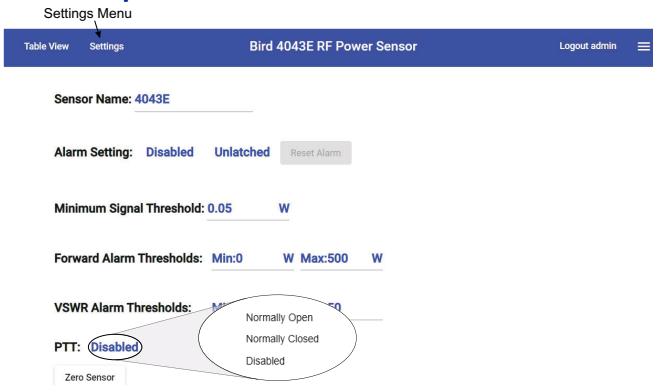 Settings Menu
Table View Settings Bird 4043E RF Power Sensor Logout admin
Sensor Name: 4043E
Alarm Setting: Disabled Unlatched Reset Alarm
Minimum Signal Threshold: 0.05 W
Forward Alarm Thresholds: Min:0 W Max:500 W
VSWR Alarm Thresholds:
Normally Open
Normally Closed
PTT: Disabled
Disabled
Zero Sensor